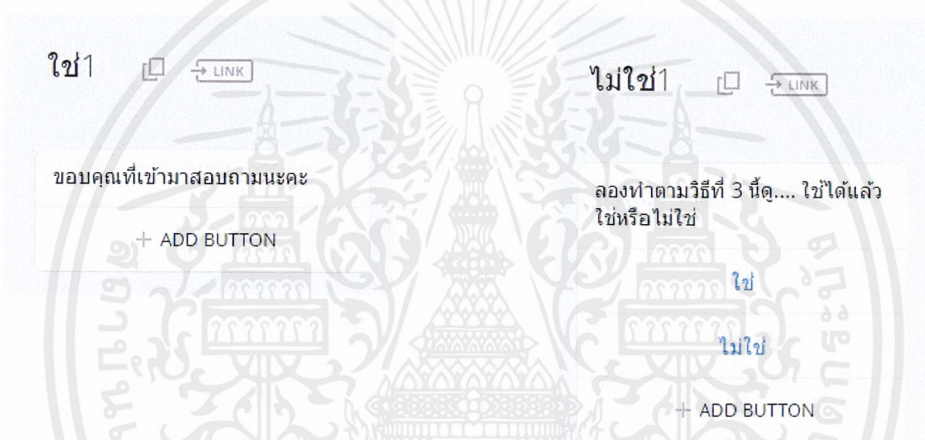 ใช่1
LINK
ขอบคุณที่เข้ามาสอบถามนะคะ
+ ADD BUTTON
ไม่ใช่1
LINK
ลองทำตามวิธีที่ 3 นี้ดู.... ใช้ได้แล้ว
ใช่หรือไม่ใช่
ใช่
ไม่ใช่
+ ADD BUTTON